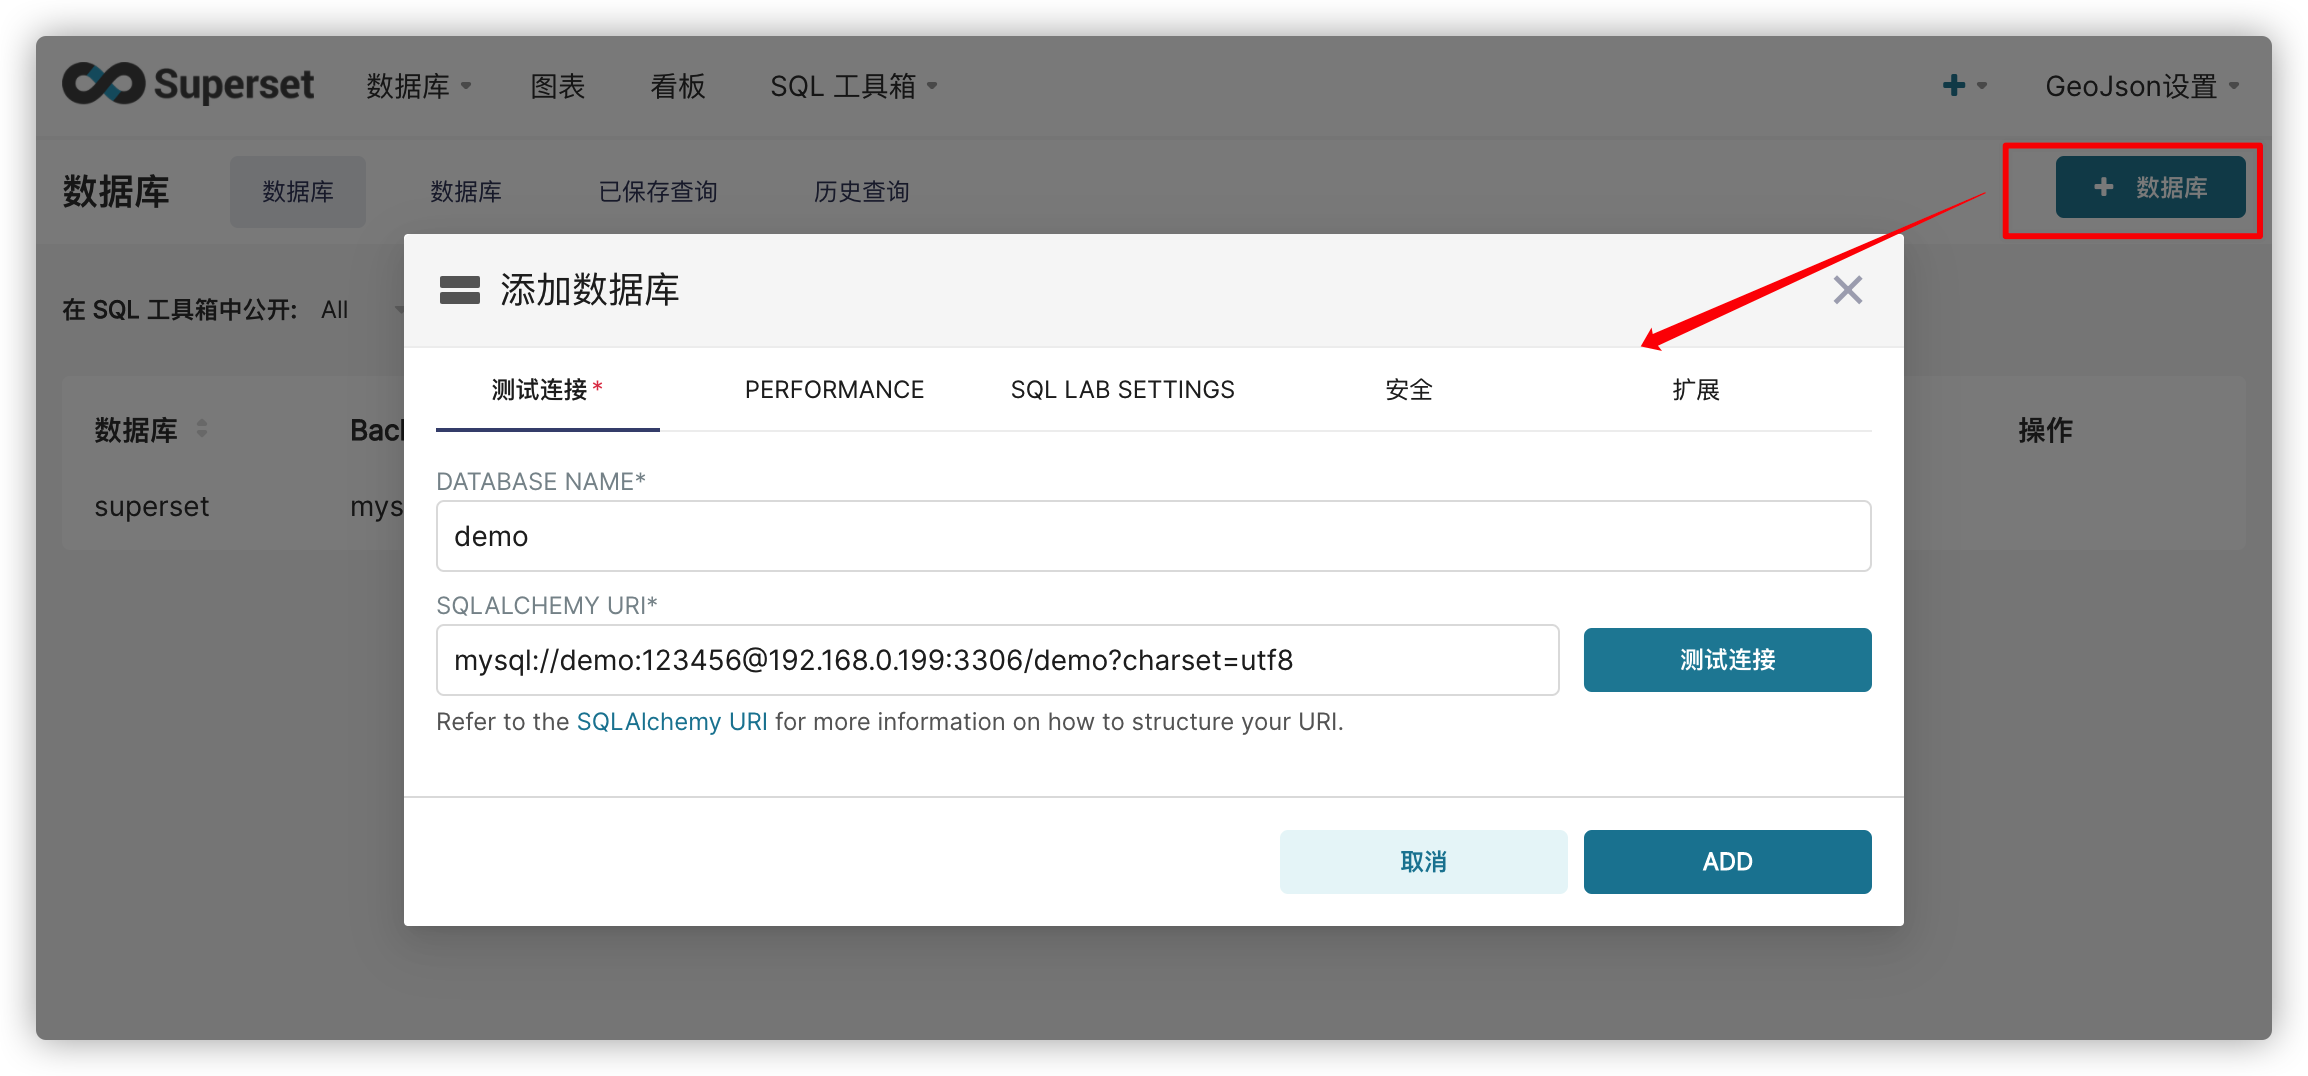 Superset 数据库 图表 看板 SQL 工具箱 GeoJson设置
数据库 数据库 数据库 已保存查询 历史查询 + 数据库
添加数据库
在 SQL 工具箱中公开: All
测试连接* PERFORMANCE SQL LAB SETTINGS 安全 扩展
数据库 操作
DATABASE NAME*
superset
demo
SQLALCHEMY URI*
mysql://demo:123456@192.168.0.199:3306/demo?charset=utf8 测试连接
Refer to the SQLAlchemy URI for more information on how to structure your URI.
取消 ADD